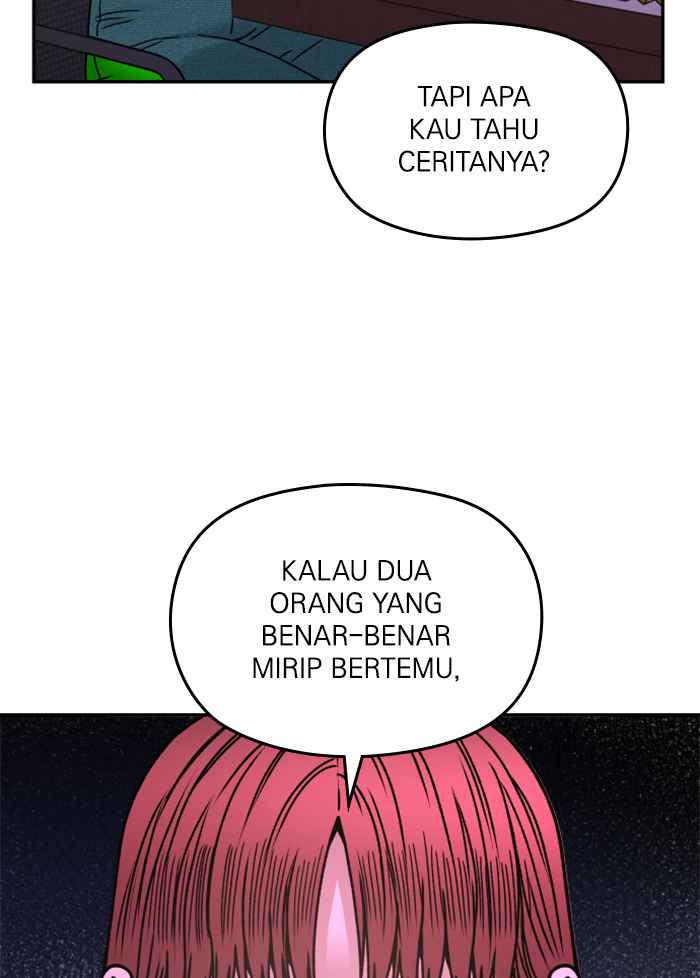 TAPI APA
KAU TAHU
CERITANYA?
KALAU DUA
ORANG YANG
BENAR-BENAR
MIRIP BERTEMU,